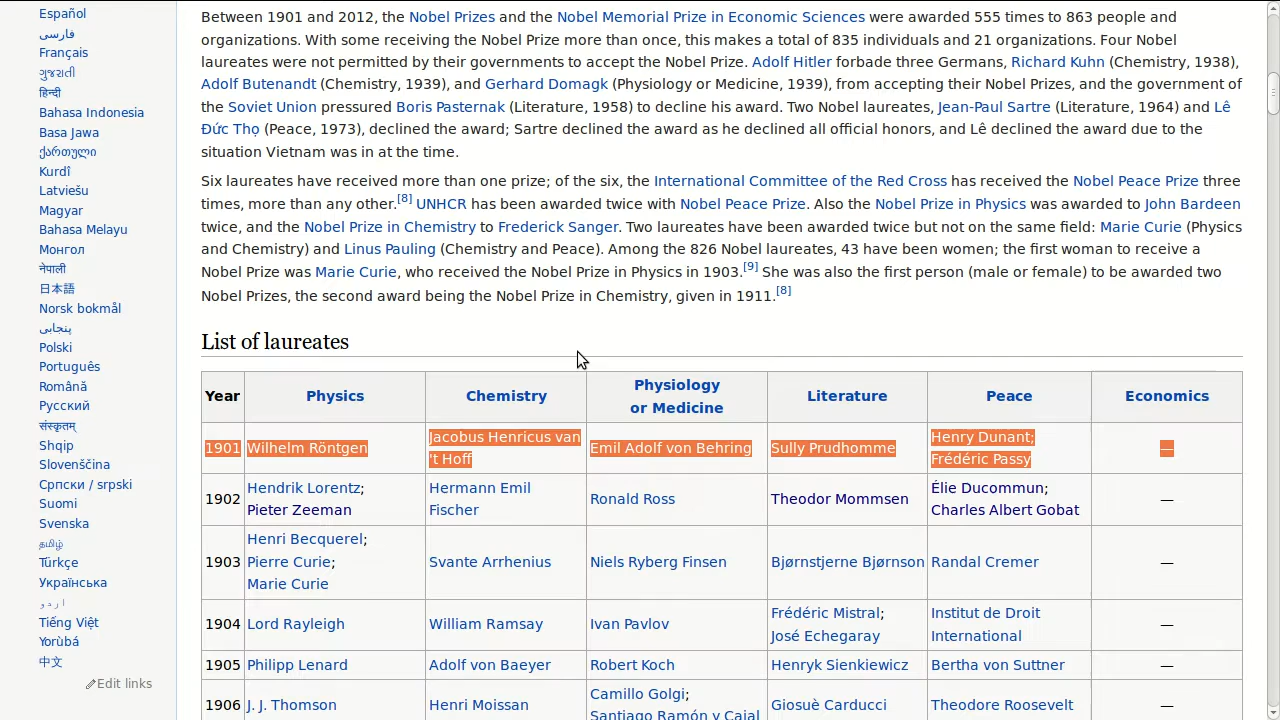 Español
فارسی
Français
ગુજરાતી
हिन्दी
Bahasa Indonesia
Basa Jawa
ქართული
Kurdî
Latviešu
Magyar
Bahasa Melayu
Монгол
नेपाली
日本語
Norsk bokmål
پنجابی
Polski
Português
Română
Русский
संस्कृतम्
Shqip
Slovenščina
Српски / srpski
Suomi
Svenska
தமிழ்
Türkçe
Українська
اردو
Tiếng Việt
Yorùbá
中文
Edit links
Between 1901 and 2012, the Nobel Prizes and the Nobel Memorial Prize in Economic Sciences were awarded 555 times to 863 people and
organizations. With some receiving the Nobel Prize more than once, this makes a total of 835 individuals and 21 organizations. Four Nobel
laureates were not permitted by their governments to accept the Nobel Prize. Adolf Hitler forbade three Germans, Richard Kuhn (Chemistry, 1938),
Adolf Butenandt (Chemistry, 1939), and Gerhard Domagk (Physiology or Medicine, 1939), from accepting their Nobel Prizes, and the government of
the Soviet Union pressured Boris Pasternak (Literature, 1958) to decline his award. Two Nobel laureates, Jean-Paul Sartre (Literature, 1964) and Lê
Đức Thọ (Peace, 1973), declined the award; Sartre declined the award as he declined all official honors, and Lê declined the award due to the
situation Vietnam was in at the time.
Six laureates have received more than one prize; of the six, the International Committee of the Red Cross has received the Nobel Peace Prize three
times, more than any other.[8] UNHCR has been awarded twice with Nobel Peace Prize. Also the Nobel Prize in Physics was awarded to John Bardeen
twice, and the Nobel Prize in Chemistry to Frederick Sanger. Two laureates have been awarded twice but not on the same field: Marie Curie (Physics
and Chemistry) and Linus Pauling (Chemistry and Peace). Among the 826 Nobel laureates, 43 have been women; the first woman to receive a
Nobel Prize was Marie Curie, who received the Nobel Prize in Physics in 1903.[9] She was also the first person (male or female) to be awarded two
Nobel Prizes, the second award being the Nobel Prize in Chemistry, given in 1911.[8]
List of laureates
Year Physics Chemistry Physiology or Medicine Literature Peace Economics
1901 Wilhelm Röntgen Jacobus Henricus van 't Hoff Emil Adolf von Behring Sully Prudhomme Henry Dunant; Frédéric Passy —
1902 Hendrik Lorentz; Pieter Zeeman Hermann Emil Fischer Ronald Ross Theodor Mommsen Élie Ducommun; Charles Albert Gobat —
1903 Henri Becquerel; Pierre Curie; Marie Curie Svante Arrhenius Niels Ryberg Finsen Bjørnstjerne Bjørnson Randal Cremer —
1904 Lord Rayleigh William Ramsay Ivan Pavlov Frédéric Mistral; José Echegaray Institut de Droit International —
1905 Philipp Lenard Adolf von Baeyer Robert Koch Henryk Sienkiewicz Bertha von Suttner —
1906 J. J. Thomson Henri Moissan Camillo Golgi; Santiago Ramón y Cajal Giosuè Carducci Theodore Roosevelt —